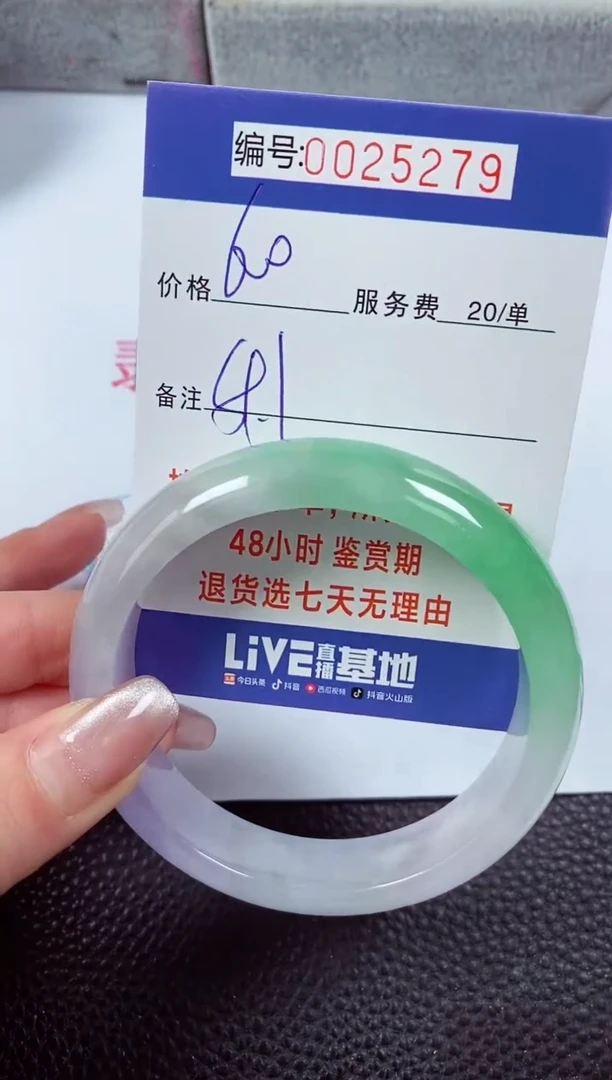 编号:0025279
价格 60 服务费 20/单
备注
48小时 鉴赏期
退货选七天无理由
LiVE直播基地
今日头条 抖音 西瓜视频 抖音火山版